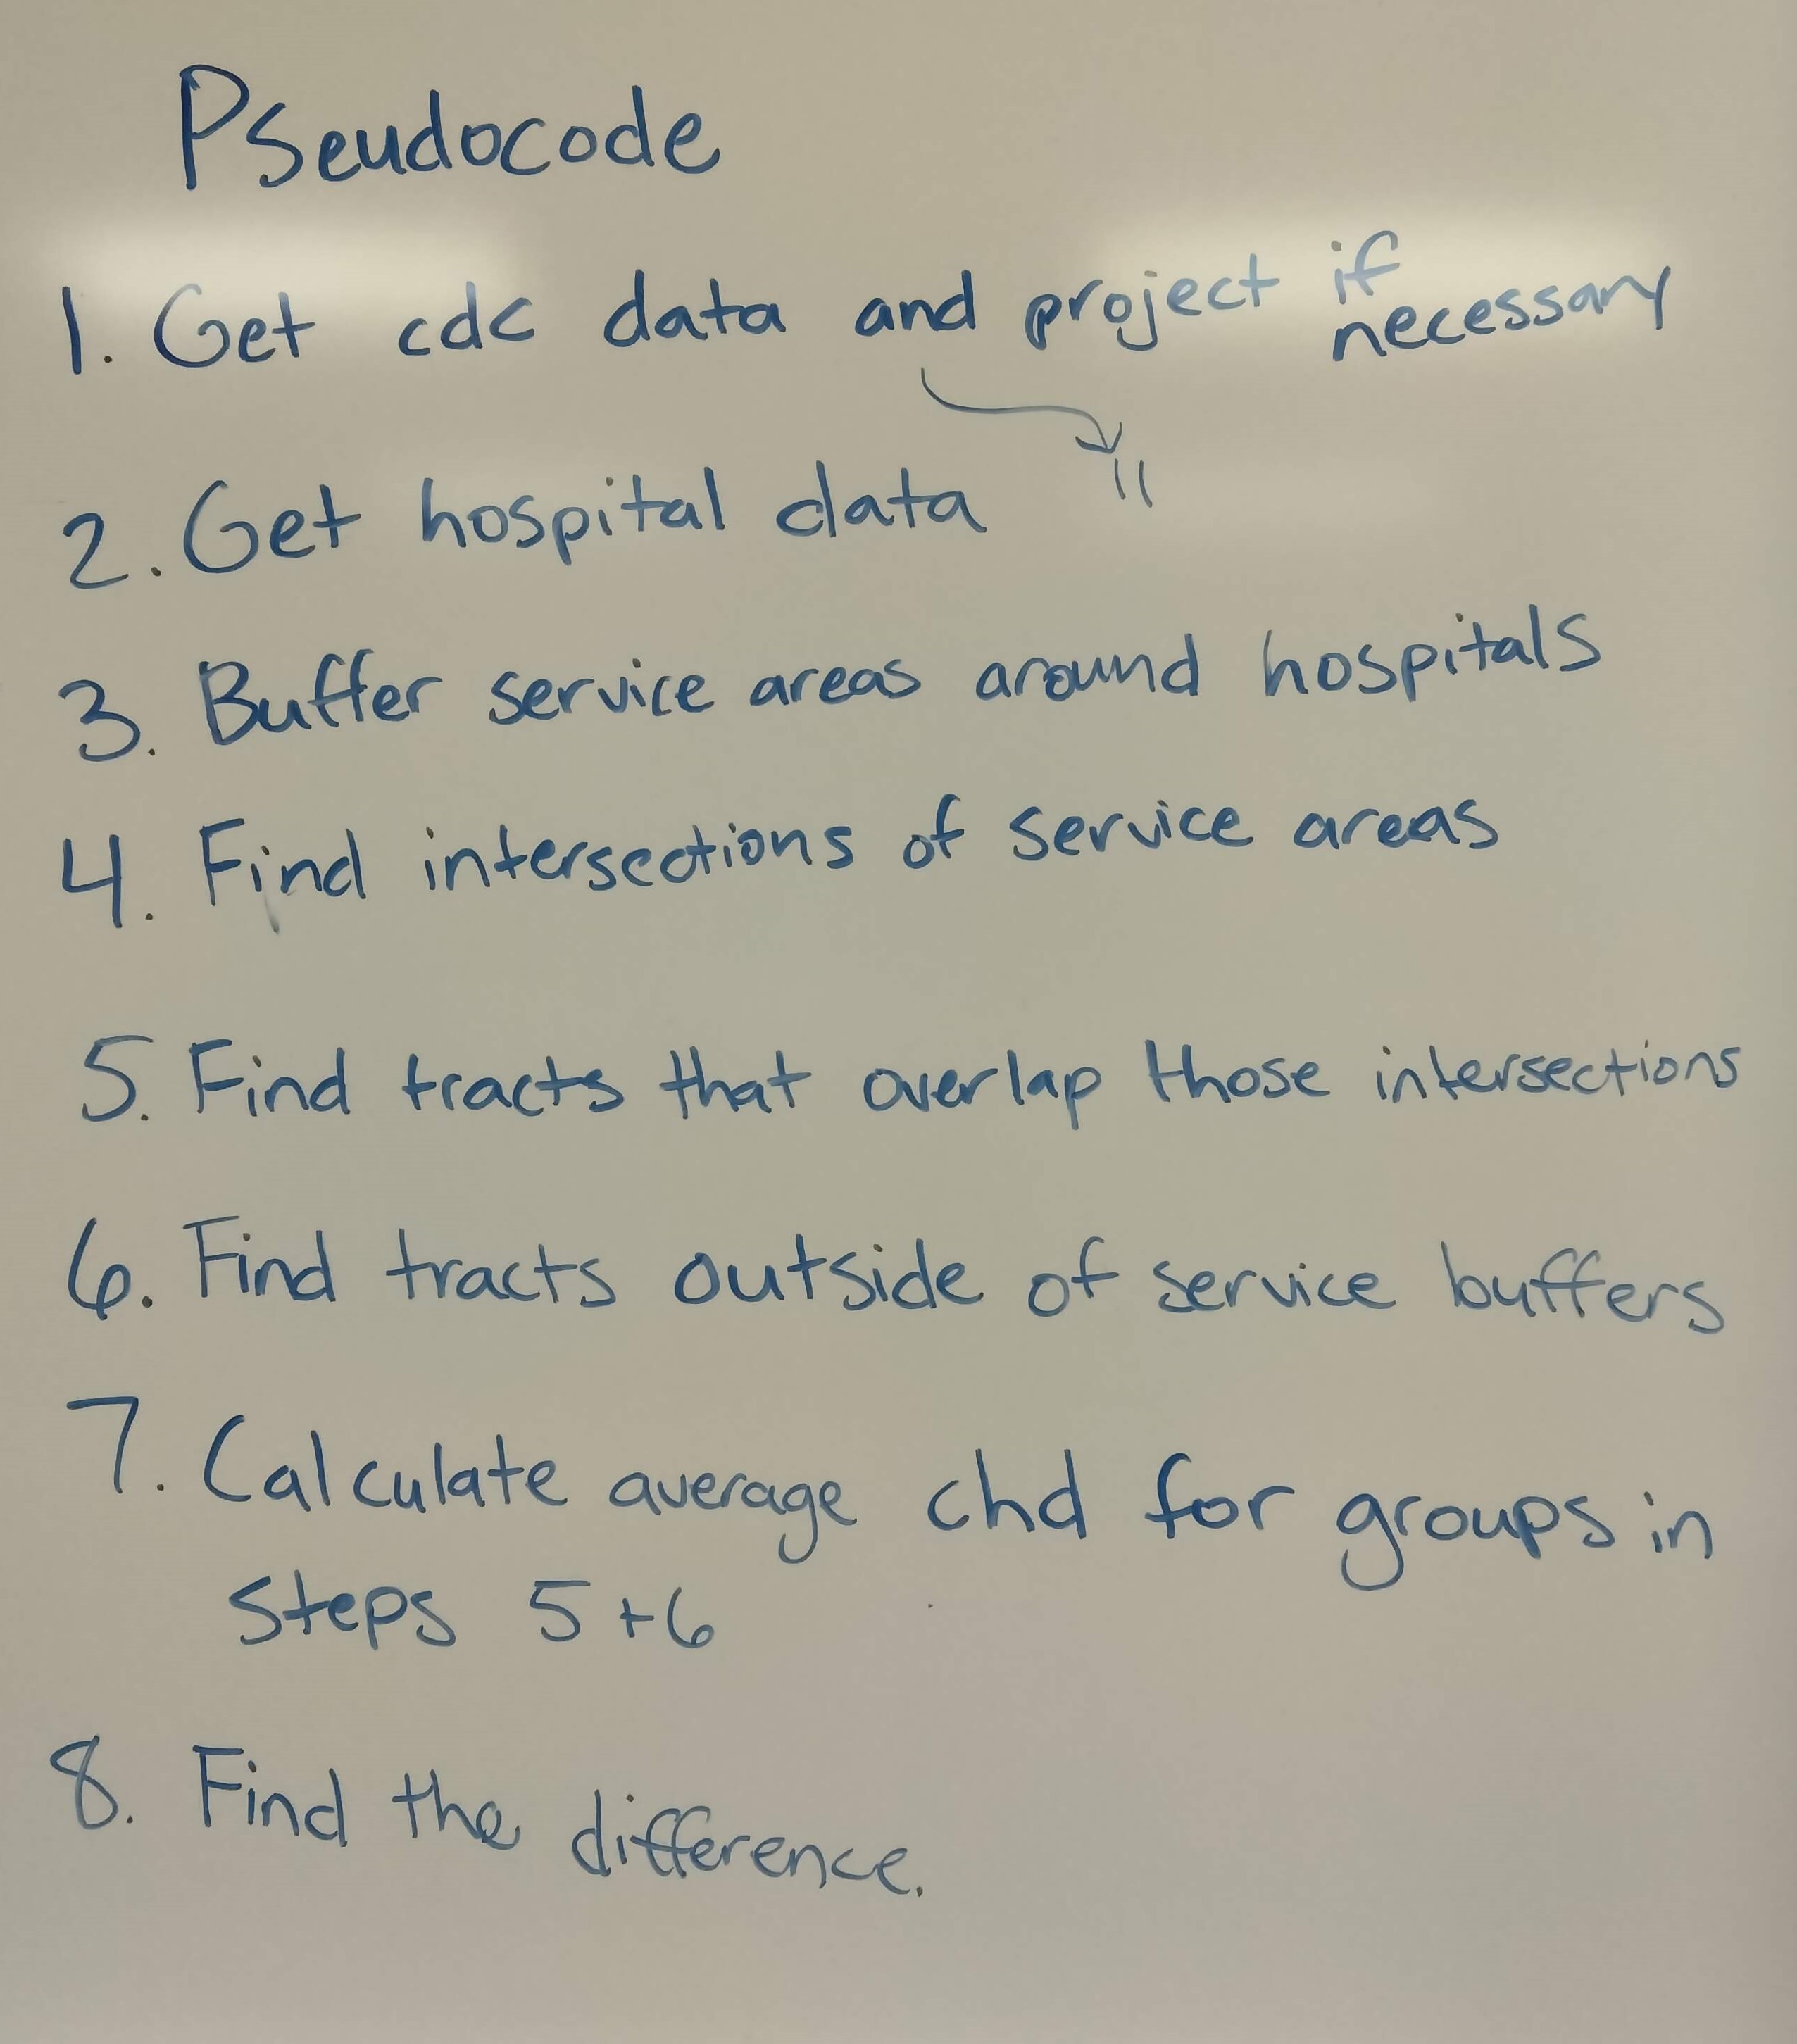 Pseudocode
1. Get cdc data and project if necessary
2. Get hospital data "
3. Buffer service areas around hospitals
4. Find intersections of service areas
5. Find tracts that overlap those intersections
6. Find tracts outside of service buffers
7. Calculate average chd for groups in
steps 5+6
8. Find the difference.